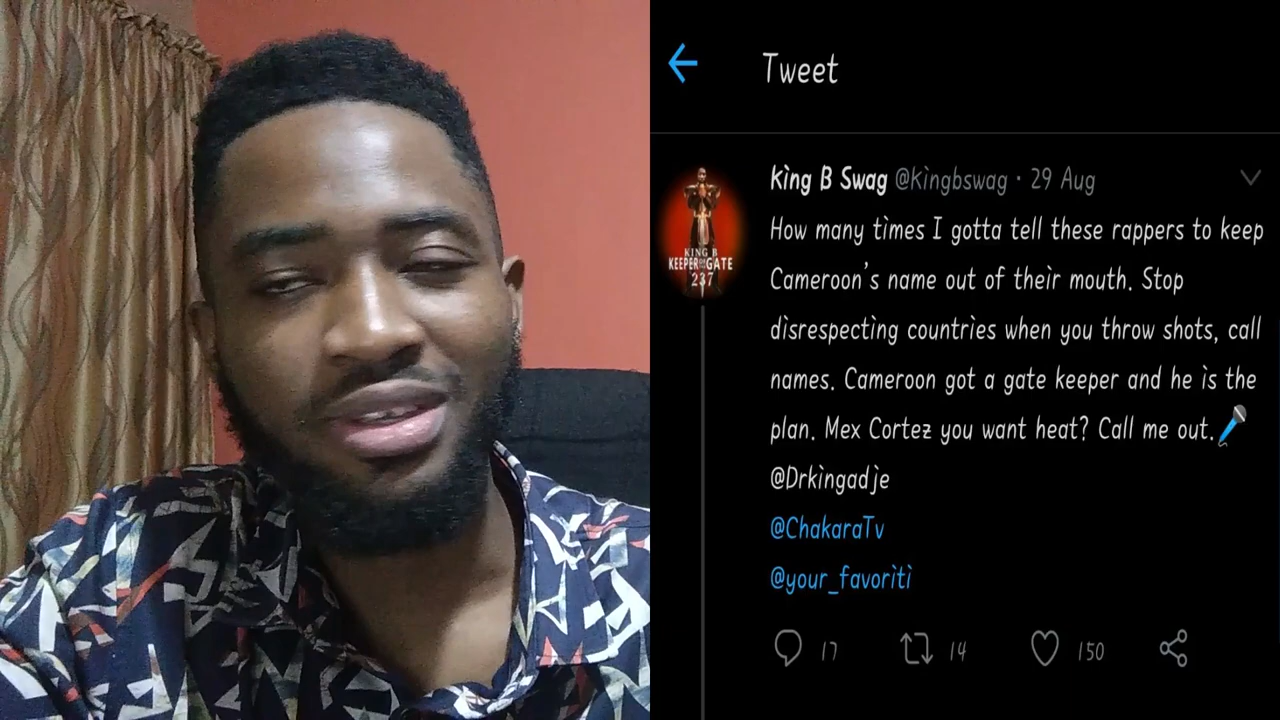 Tweet
King B Swag @kingbswag · 29 Aug
How many times I gotta tell these rappers to keep
Cameroon's name out of their mouth. Stop
disrespecting countries when you throw shots, call
names. Cameroon got a gate keeper and he is the
plan. Mex Cortez you want heat? Call me out.🎤
@Drkingadje
@ChakaraTv
@your_favoriti
17 14 150
KING B
KEEPER OF THE GATE
237